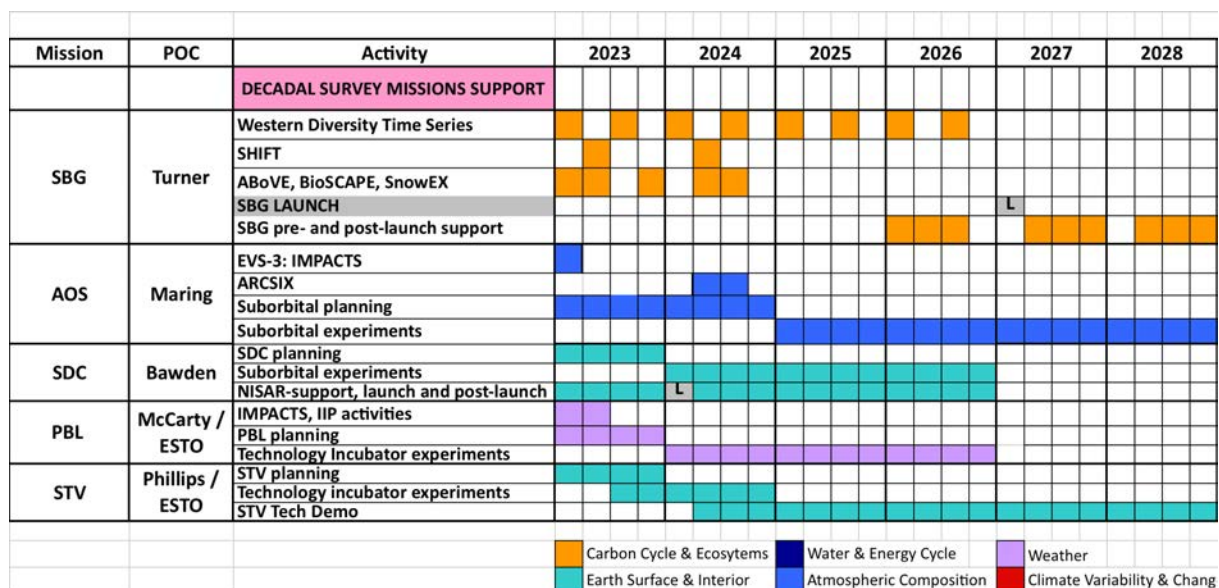 Mission POC Activity 2023 2024 2025 2026 2027 2028
DECADAL SURVEY MISSIONS SUPPORT
Western Diversity Time Series
SHIFT
SBG Turner ABoVE, BioSCAPE, SnowEX
SBG LAUNCH L
SBG pre- and post-launch support
EVS-3: IMPACTS
AOS Maring ARCSIX
Suborbital planning
Suborbital experiments
SDC planning
SDC Bawden Suborbital experiments
NISAR-support, launch and post-launch L
PBL McCarty / ESTO IMPACTS, IIP activities
PBL planning
Technology Incubator experiments
STV Phillips / ESTO STV planning
Technology incubator experiments
STV Tech Demo
Carbon Cycle & Ecosytems Water & Energy Cycle Weather
Earth Surface & Interior Atmospheric Composition Climate Variability & Chang